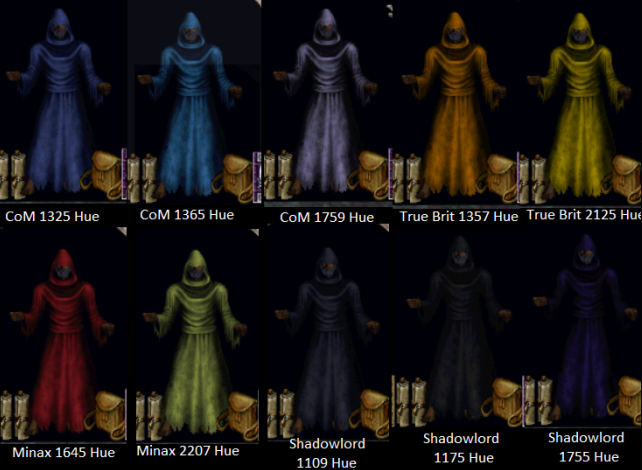 CoM 1325 Hue
CoM 1365 Hue
CoM 1759 Hue
True Brit 1357 Hue
True Brit 2125 Hu
Minax 1645 Hue
Minax 2207 Hue
Shadowlord
1109 Hue
Shadowlord
1175 Hue
Shadowlord
1755 Hue